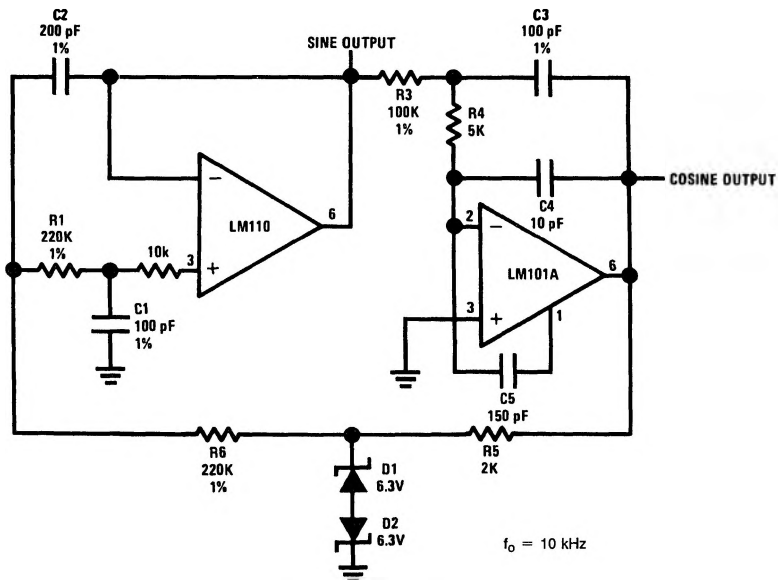 C2
200 pF
1%
SINE OUTPUT
C3
100 pF
1%
R3
100K
1%
R4
5K
−
LM110
6
+
3
R1
220K
1%
10k
C1
100 pF
1%
C4
10 pF
COSINE OUTPUT
2
−
LM101A
6
3
+
1
C5
150 pF
R6
220K
1%
R5
2K
D1
6.3V
D2
6.3V
fo = 10 kHz